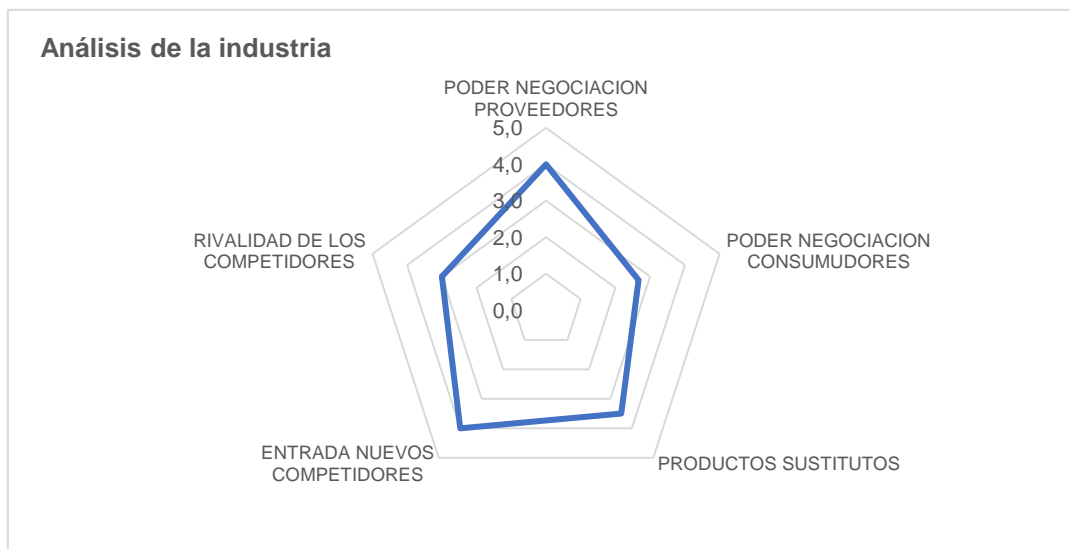 Análisis de la industria
PODER NEGOCIACION
PROVEEDORES
5,0
4,0
3,0
2,0
1,0
0,0
RIVALIDAD DE LOS
COMPETIDORES
PODER NEGOCIACION
CONSUMUDORES
ENTRADA NUEVOS
COMPETIDORES
PRODUCTOS SUSTITUTOS